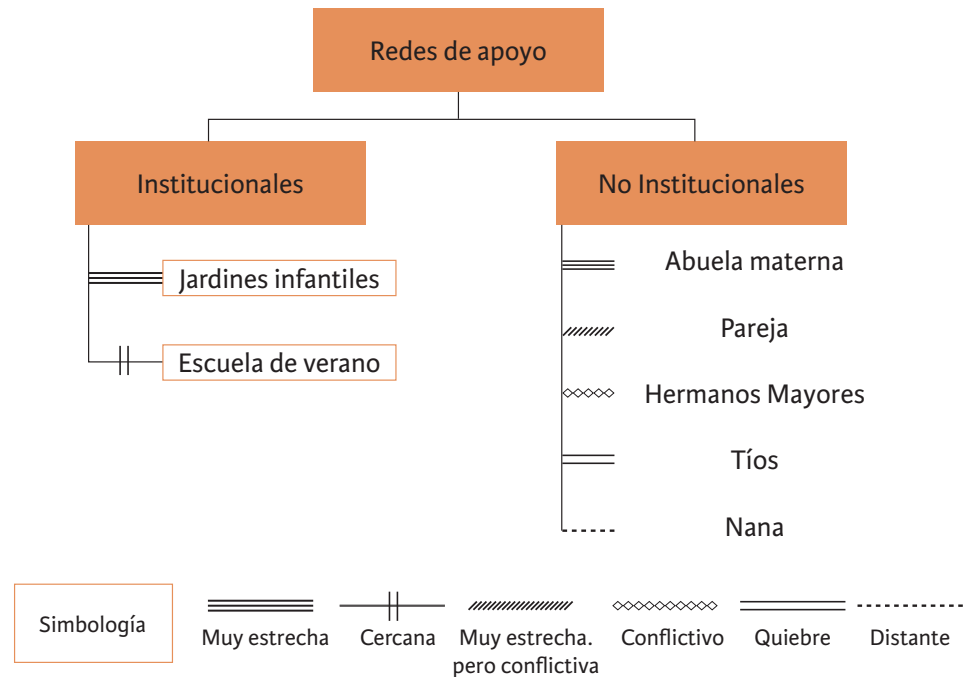 Redes de apoyo
Institucionales
No Institucionales
Jardines infantiles
Escuela de verano
Abuela materna
Pareja
Hermanos Mayores
Tíos
Nana
Simbología
Muy estrecha
Cercana
Muy estrecha.
pero conflictiva
Conflictivo
Quiebre
Distante